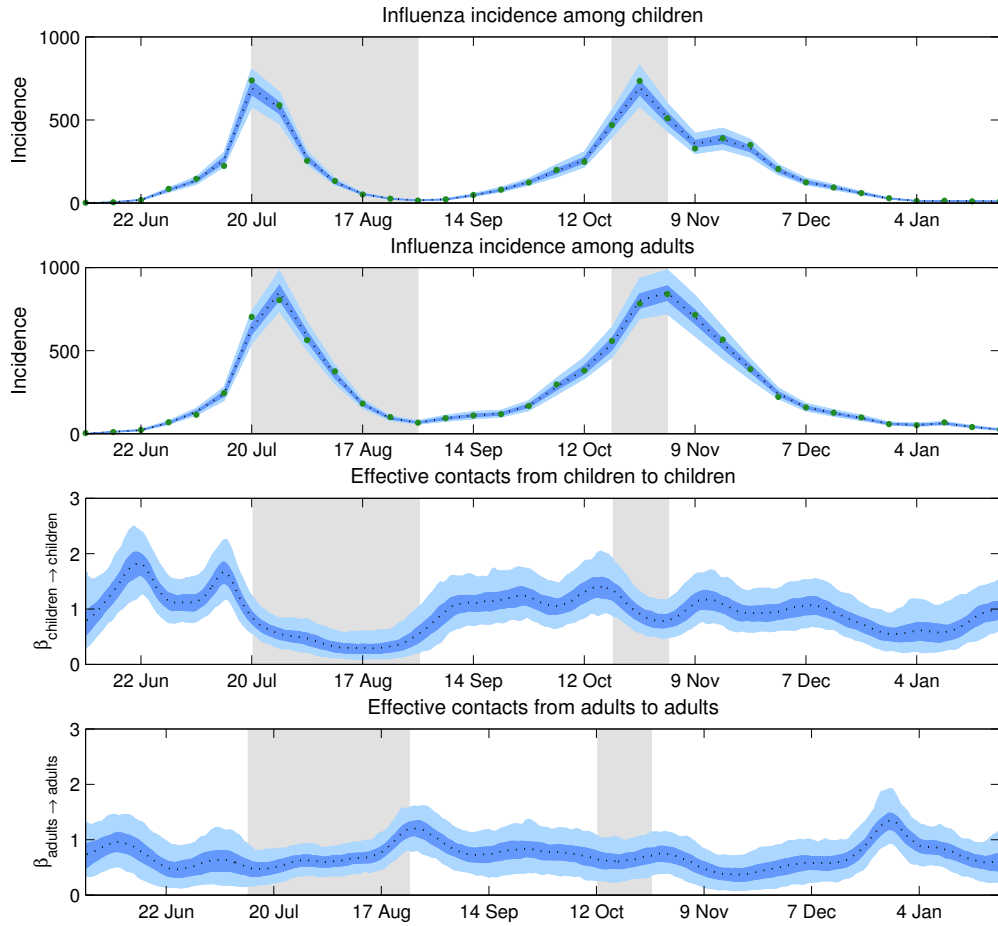 Influenza incidence among children
1000
500
0
Incidence
22 Jun 20 Jul 17 Aug 14 Sep 12 Oct 9 Nov 7 Dec 4 Jan
Influenza incidence among adults
1000
500
0
Incidence
22 Jun 20 Jul 17 Aug 14 Sep 12 Oct 9 Nov 7 Dec 4 Jan
Effective contacts from children to children
3
2
1
0
β children → children
22 Jun 20 Jul 17 Aug 14 Sep 12 Oct 9 Nov 7 Dec 4 Jan
Effective contacts from adults to adults
3
2
1
0
β adults → adults
22 Jun 20 Jul 17 Aug 14 Sep 12 Oct 9 Nov 7 Dec 4 Jan